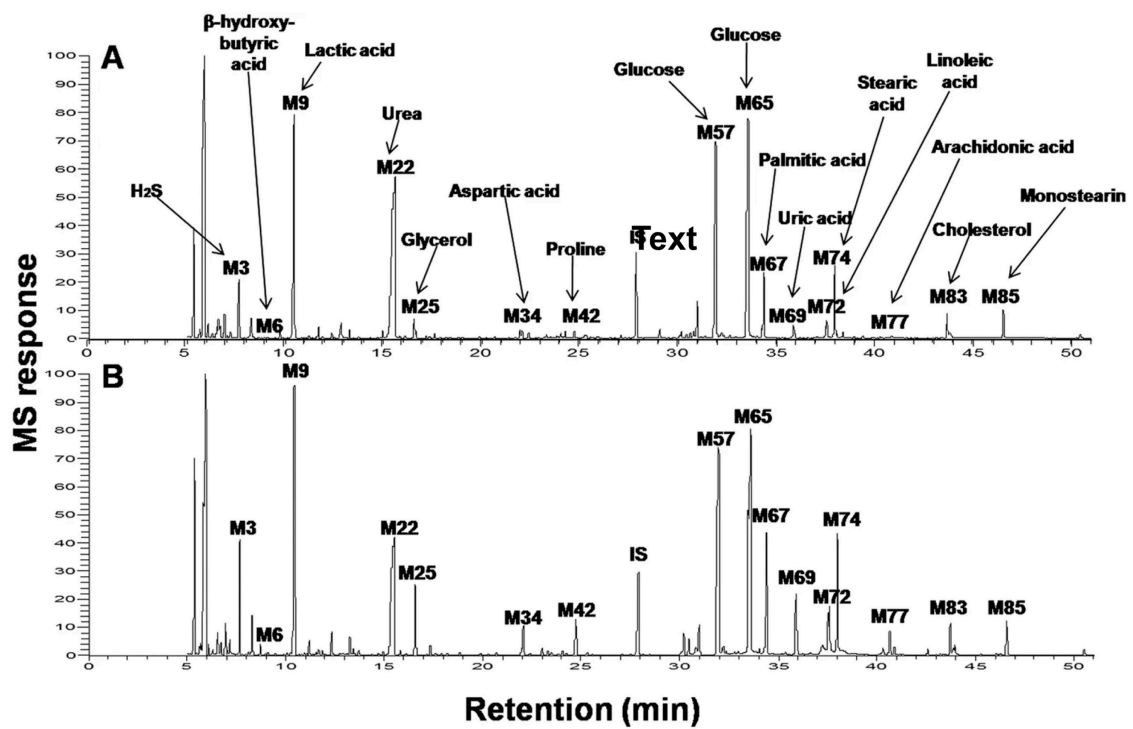 A
β-hydroxy-
butyric
acid
Lactic acid
Glucose
Glucose
Linoleic
acid
Stearic
acid
M9
M65
M57
Urea
M22
Palmitic acid
Arachidonic acid
H2S
Aspartic acid
Monostearin
Uric acid
Glycerol
Proline
IS
Text
Cholesterol
M3
M67
M74
M6
M25
M34
M42
M69
M72
M77
M83
M85
100
90
80
70
60
50
40
30
20
10
0
0 5 10 15 20 25 30 35 40 45 50
MS response
B
M9
M65
M57
M3
M22
M67
M74
M25
IS
M69
M72
M6
M34
M42
M77
M83
M85
100
90
80
70
60
50
40
30
20
10
0
0 5 10 15 20 25 30 35 40 45 50
Retention (min)